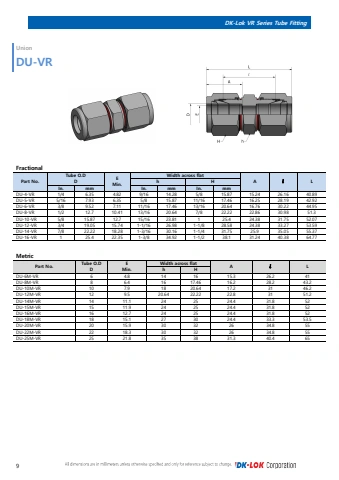 DK-Lok VR Series Tube Fitting
Union
DU-VR
L
A
D
E
H
h
Fractional
Part No. Tube O.D D E Min. Width across flat h H A L
In. mm In. mm In. mm
DU-4-VR 1/4 6.35 4.82 9/16 14.28 5/8 15.87 15.24 26.16 40.89
DU-5-VR 5/16 7.93 6.35 5/8 15.87 11/16 17.46 16.25 28.19 42.92
DU-6-VR 3/8 9.52 7.11 11/16 17.46 13/16 20.64 16.76 30.22 44.95
DU-8-VR 1/2 12.7 10.41 13/16 20.64 7/8 22.22 22.86 30.98 51.3
DU-10-VR 5/8 15.87 12.7 15/16 23.81 1 25.4 24.38 31.75 52.07
DU-12-VR 3/4 19.05 15.74 1-1/16 26.98 1-1/8 28.58 24.38 33.27 53.59
DU-14-VR 7/8 22.22 18.28 1-3/16 30.16 1-1/4 31.75 25.9 35.05 55.37
DU-16-VR 1 25.4 22.35 1-3/8 34.92 1-1/2 38.1 31.24 40.38 64.77
Metric
Part No. Tube O.D D E Min. Width across flat h H A L
DU-6M-VR 6 4.8 14 16 15.3 26.2 41
DU-8M-VR 8 6.4 16 17.46 16.2 28.2 43.2
DU-10M-VR 10 7.9 18 20.64 17.2 31 46.2
DU-12M-VR 12 9.5 20.64 22.22 22.8 31 51.2
DU-14M-VR 14 11.1 24 25 24.4 31.8 52
DU-15M-VR 15 11.9 24 25 24.4 31.8 52
DU-16M-VR 16 12.7 24 25 24.4 31.8 52
DU-18M-VR 18 15.1 27 30 24.4 33.3 53.5
DU-20M-VR 20 15.9 30 32 26 34.8 55
DU-22M-VR 22 18.3 30 32 26 34.8 55
DU-25M-VR 25 21.8 35 38 31.3 40.4 65
9
All dimensions are in millimeters unless otherwise specified and only for reference subject to change.
DK-LOK Corporation